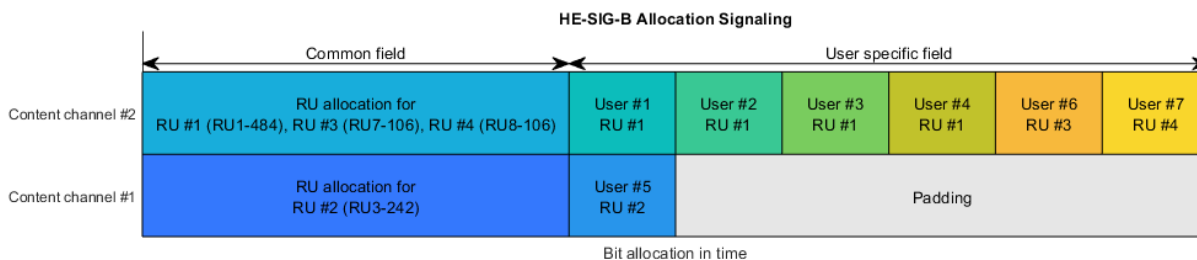 HE-SIG-B Allocation Signaling
Common field
User specific field
Content channel #2
RU allocation for
RU #1 (RU1-484), RU #3 (RU7-106), RU #4 (RU8-106)
User #1
RU #1
User #2
RU #1
User #3
RU #1
User #4
RU #1
User #6
RU #3
User #7
RU #4
Content channel #1
RU allocation for
RU #2 (RU3-242)
User #5
RU #2
Padding
Bit allocation in time